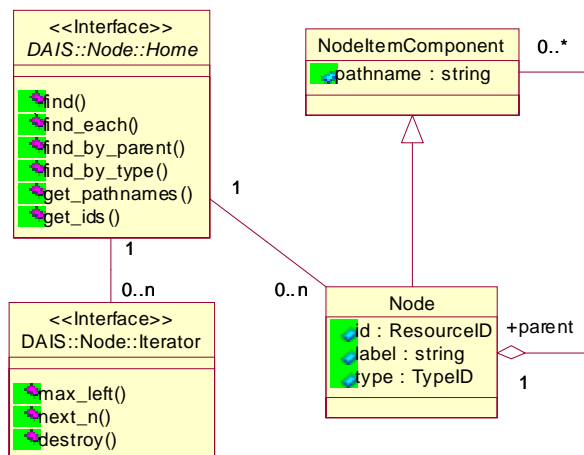 <<Interface>>
DAIS::Node::Home
find()
find_each()
find_by_parent()
find_by_type()
get_pathnames()
get_ids()
NodeItemComponent
pathname : string
0..*
1
1
0..n
0..n
<<Interface>>
DAIS::Node::Iterator
max_left()
next_n()
destroy()
Node
id : ResourceID
label : string
type : TypeID
+parent
1